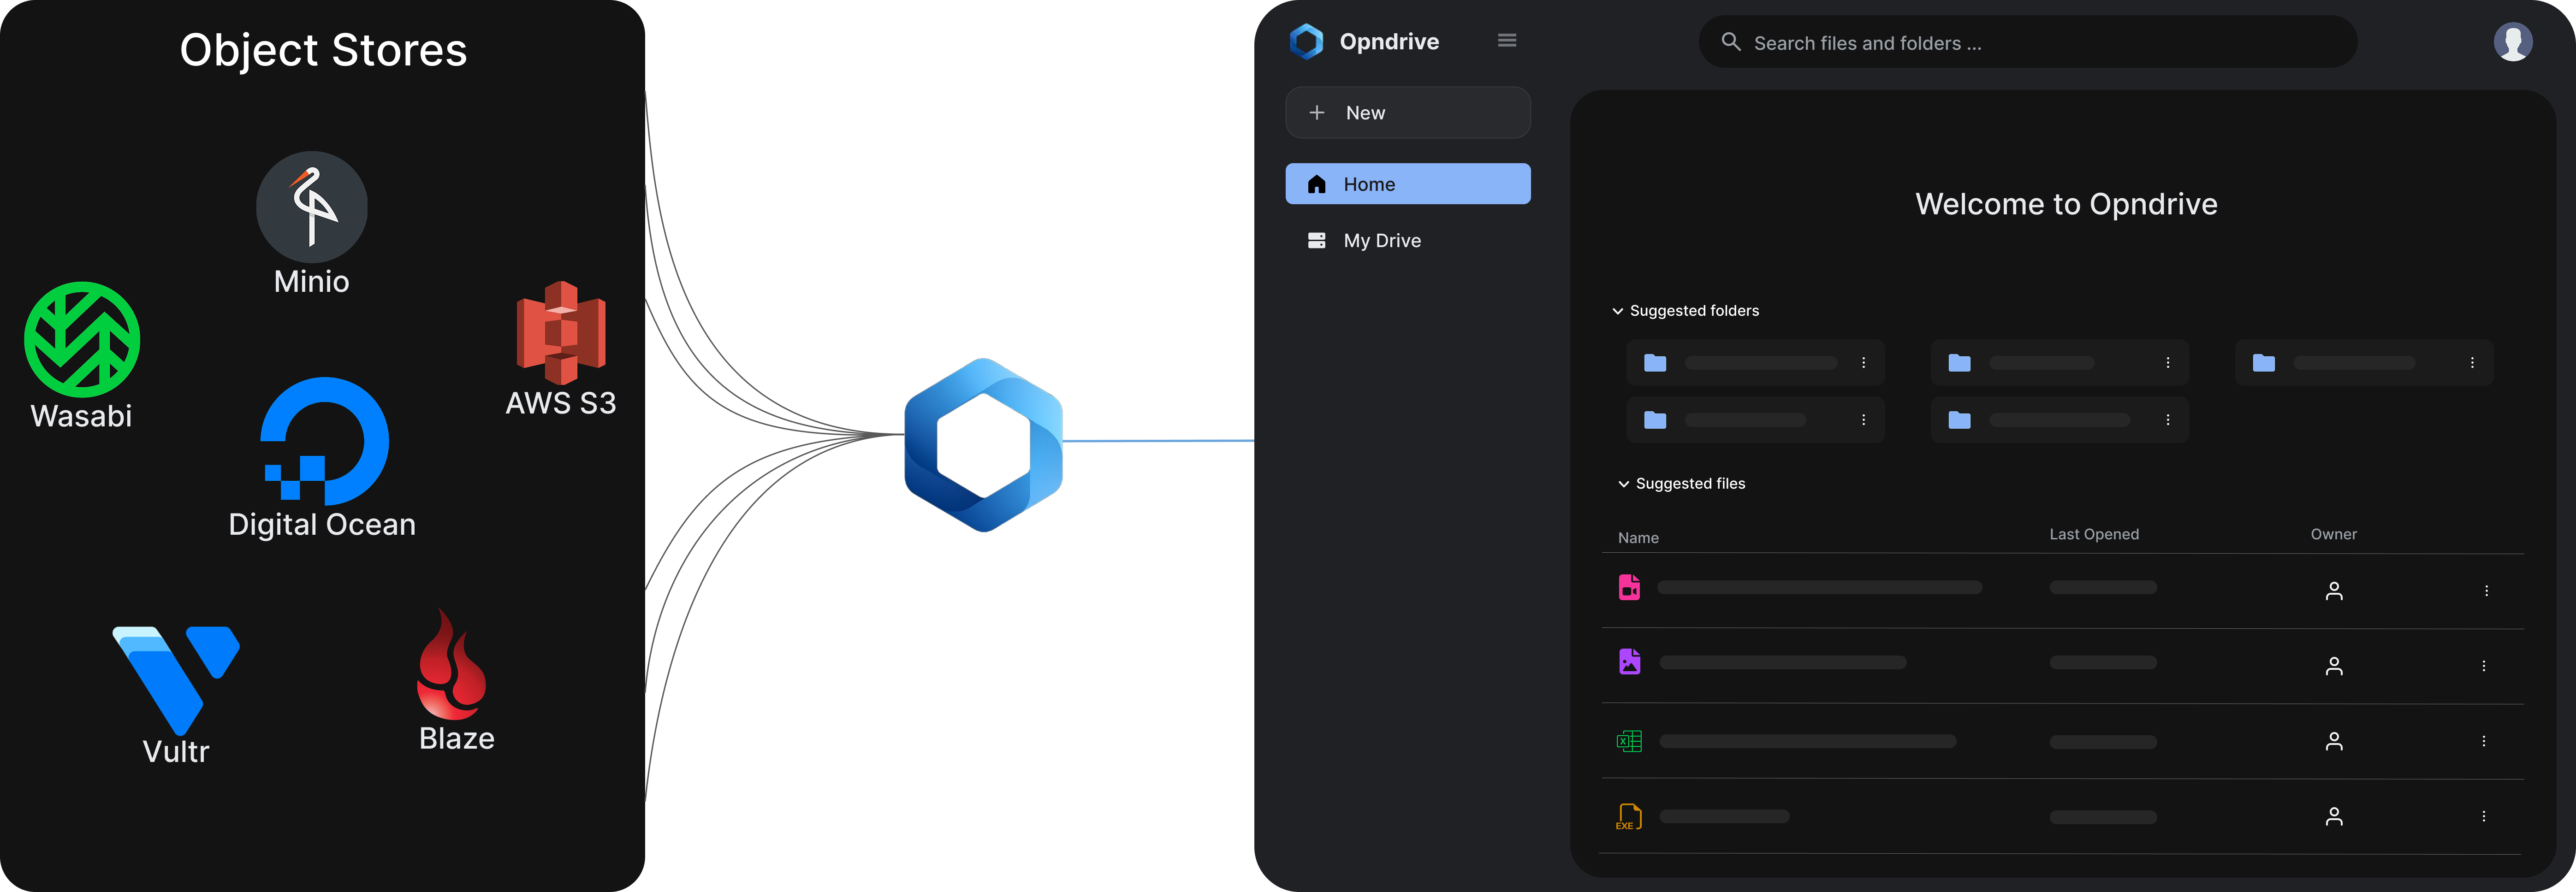 Object Stores
Minio
Wasabi
AWS S3
Digital Ocean
Vultr
Blaze
Opndrive
Search files and folders ...
New
Home
My Drive
Welcome to Opndrive
Suggested folders
Suggested files
Name
Last Opened
Owner
X
EXE